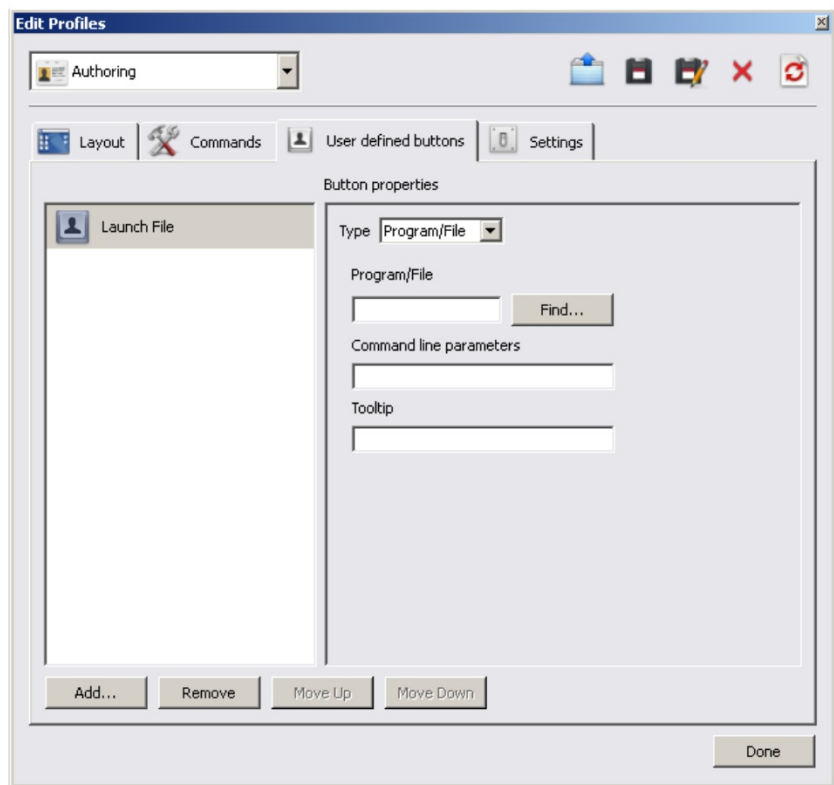 Edit Profiles
Authoring
Layout Commands User defined buttons Settings
Button properties
Launch File
Type Program/File
Program/File
Find...
Command line parameters
Tooltip
Add... Remove Move Up Move Down
Done